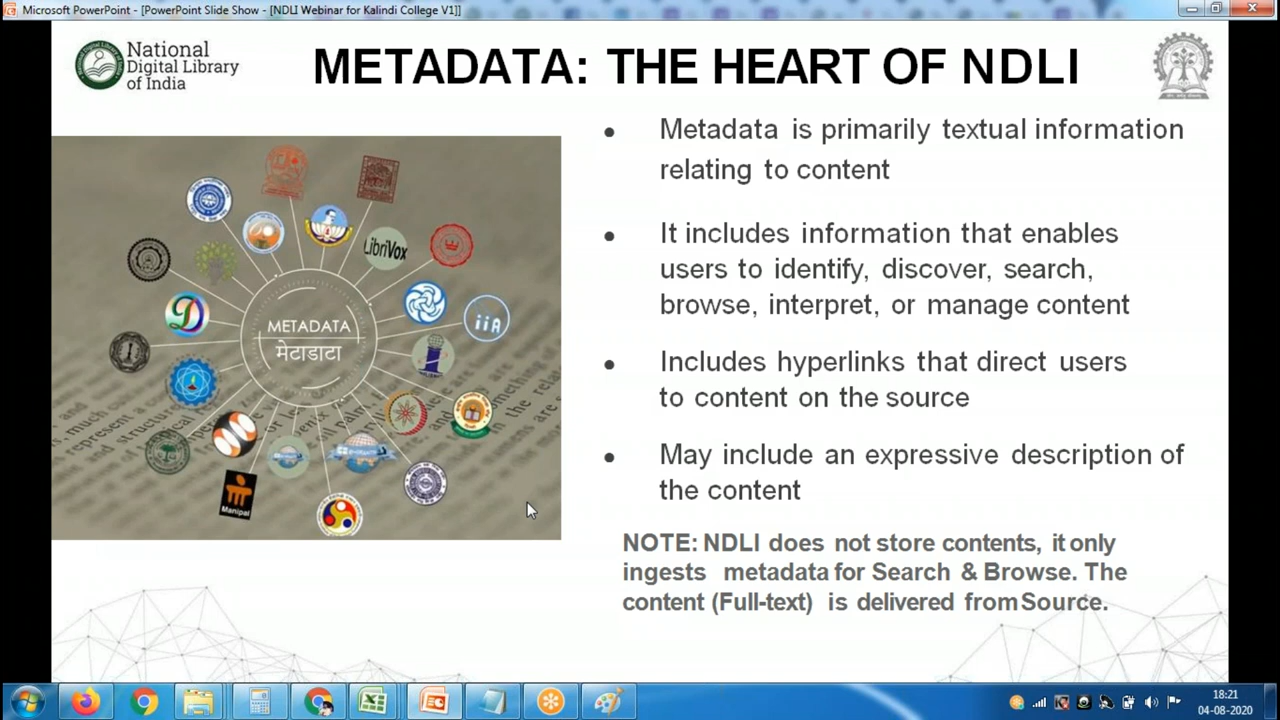 Microsoft PowerPoint - [PowerPoint Slide Show - [NDLI Webinar for Kalindi College V1]]
National
Digital Library
of India
METADATA: THE HEART OF NDLI
• Metadata is primarily textual information
relating to content
• It includes information that enables
users to identify, discover, search,
browse, interpret, or manage content
• Includes hyperlinks that direct users
to content on the source
• May include an expressive description of
the content
NOTE: NDLI does not store contents, it only
ingests metadata for Search & Browse. The
content (Full-text) is delivered from Source.
LibriVox
iiA
METADATA
मेटाडाटा
Manipal
18:21
04-08-2020